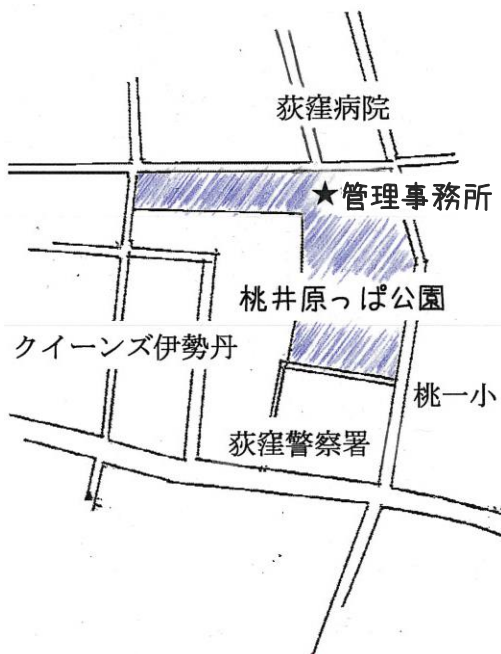 荻窪病院
★管理事務所
桃井原っぱ公園
クイーンズ伊勢丹
桃一小
荻窪警察署